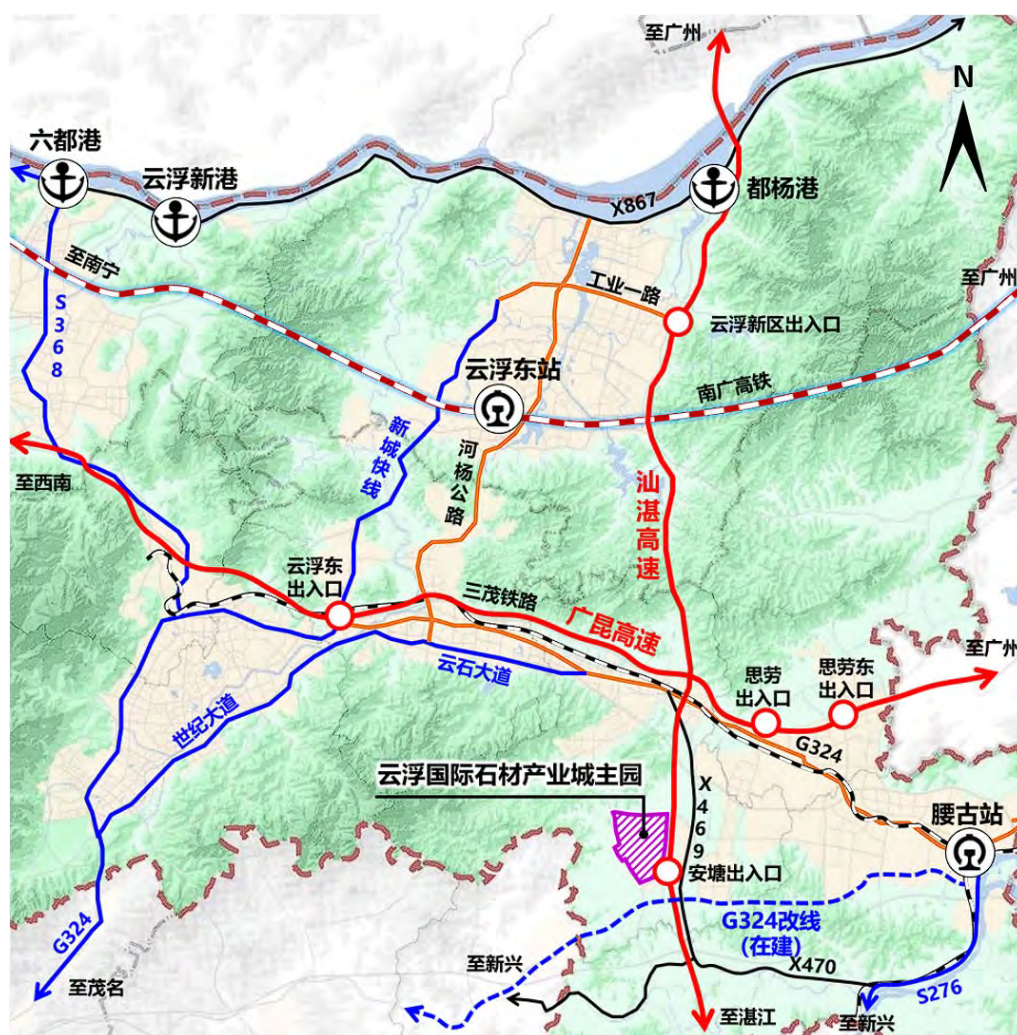 至广州
N
六都港
云浮新港
都杨港
X867
至南宁
工业一路
至广州
S368
云浮新区出入口
云浮东站
南广高铁
新城快线
河杨公路
至西南
汕湛高速
云浮东
出入口
三茂铁路
广昆高速
至广州
思劳
出入口
思劳东
出入口
云石大道
世纪大道
G324
云浮国际石材产业城主园
X469
腰古站
安塘出入口
G324改线
(在建)
G324
X470
至新兴
至茂名
S276
至新兴
至湛江